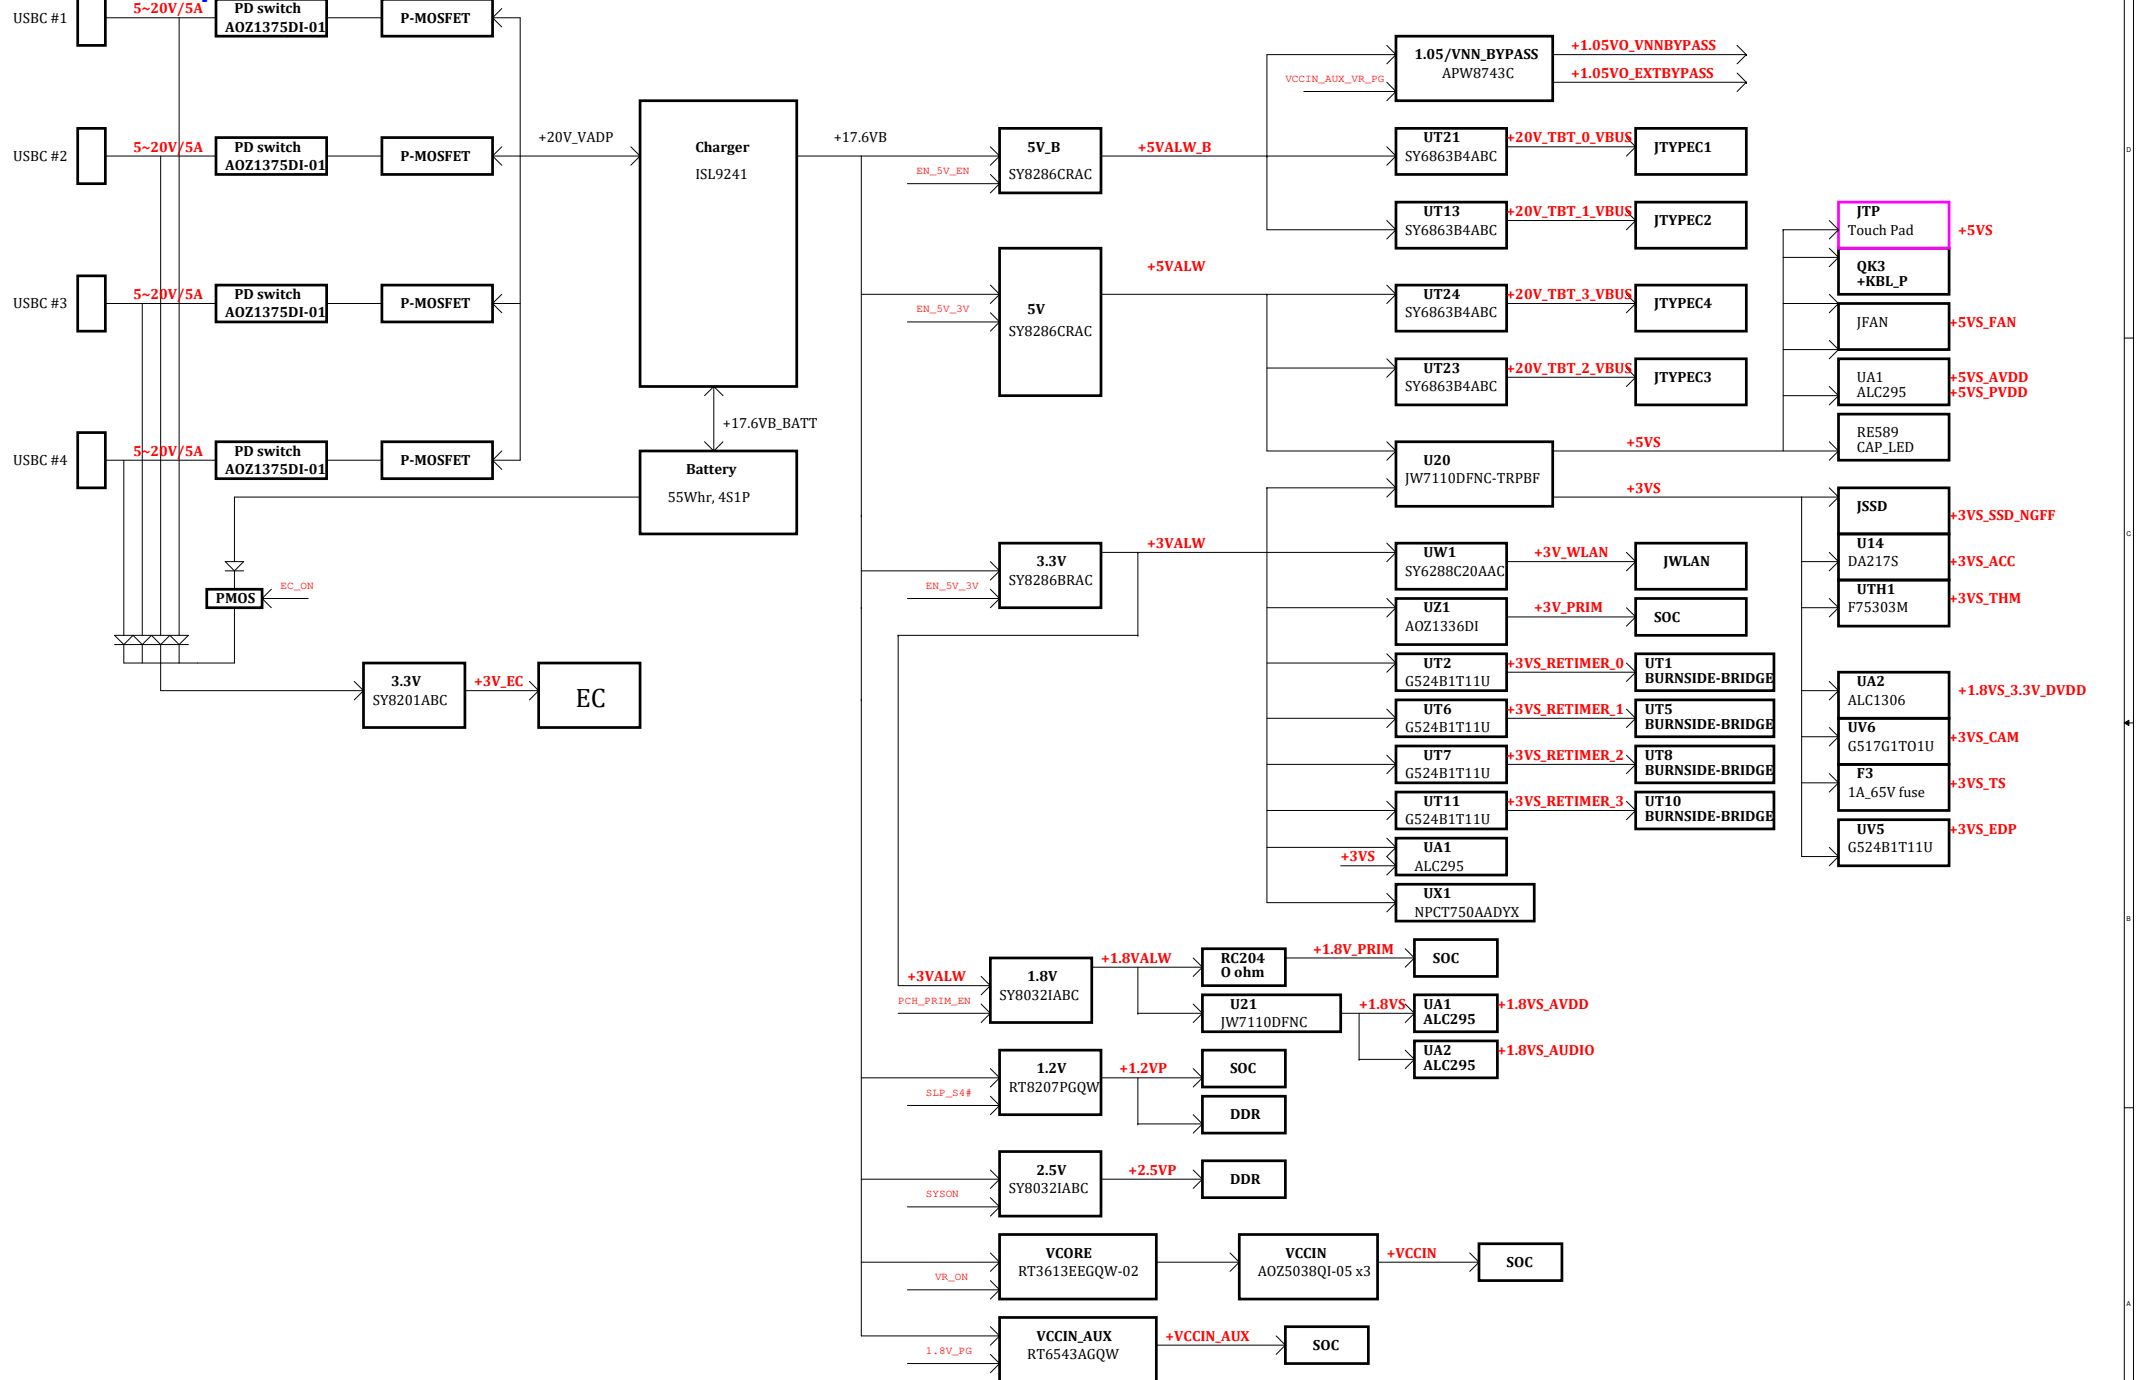 USBC #1
5~20V/5A
PD switch
AOZ1375DI-01
P-MOSFET
USBC #2
5~20V/5A
PD switch
AOZ1375DI-01
P-MOSFET
+20V_VADP
USBC #3
5~20V/5A
PD switch
AOZ1375DI-01
P-MOSFET
USBC #4
5~20V/5A
PD switch
AOZ1375DI-01
P-MOSFET
Charger
ISL9241
+17.6VB_BATT
Battery
55Whr, 4S1P
PMOS
EC_ON
3.3V
SY8201ABC
+3V_EC
EC
+17.6VB
EN_5V_EN
5V_B
SY8286CRAC
+5VALW_B
VCCIN_AUX_VR_PG
1.05/VNN_BYPASS
APW8743C
+1.05VO_VNNBYPASS
+1.05VO_EXTBYPASS
UT21
SY6863B4ABC
+20V_TBT_0_VBUS
JTYPEC1
UT13
SY6863B4ABC
+20V_TBT_1_VBUS
JTYPEC2
EN_5V_3V
5V
SY8286CRAC
+5VALW
UT24
SY6863B4ABC
+20V_TBT_3_VBUS
JTYPEC4
UT23
SY6863B4ABC
+20V_TBT_2_VBUS
JTYPEC3
U20
JW7110DFNC-TRPBF
+5VS
+3VS
JTP
Touch Pad
+5VS
QK3
+KBL_P
JFAN
+5VS_FAN
UA1
ALC295
+5VS_AVDD
+5VS_PVDD
RE589
CAP_LED
JSSD
+3VS_SSD_NGFF
U14
DA217S
+3VS_ACC
UTH1
F75303M
+3VS_THM
UA2
ALC1306
+1.8VS_3.3V_DVDD
UV6
G517G1TO1U
+3VS_CAM
F3
1A_65V fuse
+3VS_TS
UV5
G524B1T11U
+3VS_EDP
EN_5V_3V
3.3V
SY8286BRAC
+3VALW
UW1
SY6288C20AAC
+3V_WLAN
JWLAN
UZ1
AOZ1336DI
+3V_PRIM
SOC
UT2
G524B1T11U
+3VS_RETIMER_0
UT1
BURNSIDE-BRIDGE
UT6
G524B1T11U
+3VS_RETIMER_1
UT5
BURNSIDE-BRIDGE
UT7
G524B1T11U
+3VS_RETIMER_2
UT8
BURNSIDE-BRIDGE
UT11
G524B1T11U
+3VS_RETIMER_3
UT10
BURNSIDE-BRIDGE
+3VS
UA1
ALC295
UX1
NPCT750AADYX
+3VALW
PCH_PRIM_EN
1.8V
SY8032IABC
+1.8VALW
RC204
O ohm
+1.8V_PRIM
SOC
U21
JW7110DFNC
+1.8VS
UA1
ALC295
+1.8VS_AVDD
UA2
ALC295
+1.8VS_AUDIO
SLP_S4#
1.2V
RT8207PGQW
+1.2VP
SOC
DDR
SYSON
2.5V
SY8032IABC
+2.5VP
DDR
VR_ON
VCORE
RT3613EEGQW-02
VCCIN
AOZ5038QI-05 x3
+VCCIN
SOC
1.8V_PG
VCCIN_AUX
RT6543AGQW
+VCCIN_AUX
SOC
D
C
B
A